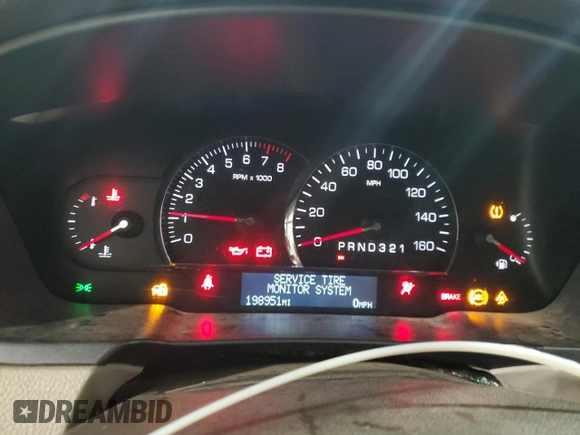 1 2 3 4 5 6 7 8
0
RPM x 1000
0 40 60 80 100 120 140 160
MPH
PRND321
SERVICE TIRE
MONITOR SYSTEM
198951MI 0MPH
BRAKE ABS
DREAMBID